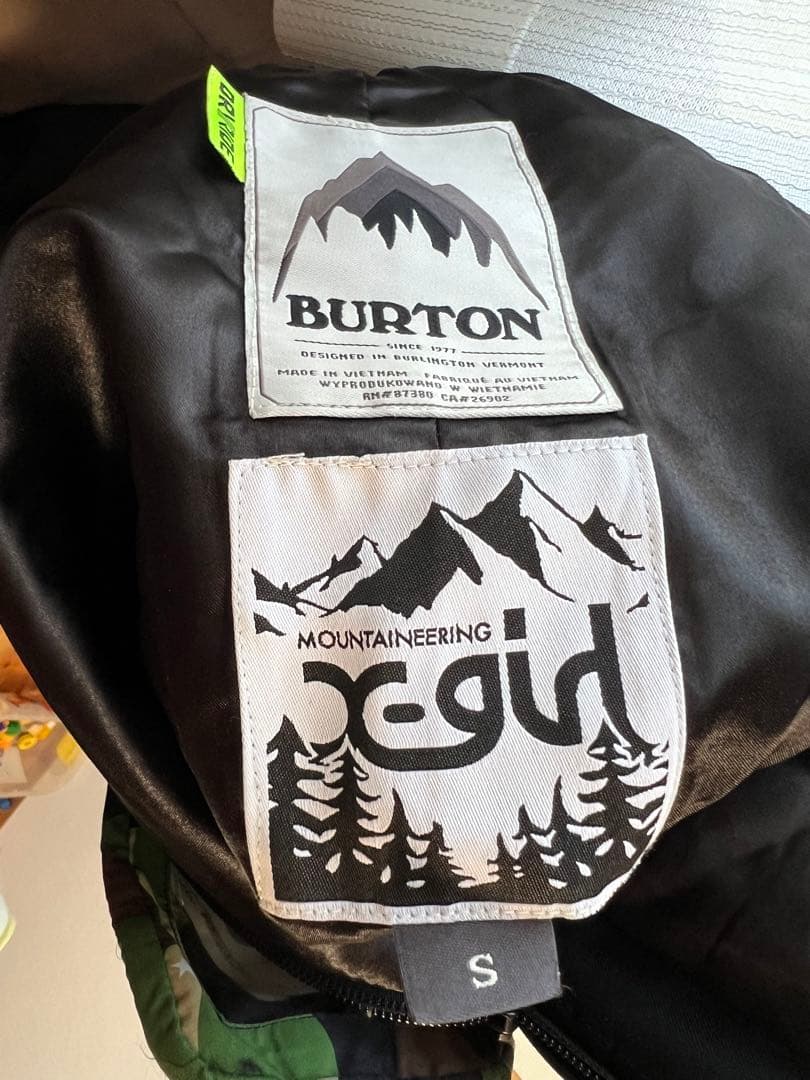 DRYRIDE
BURTON
SINCE 1977
DESIGNED IN BURLINGTON VERMONT
MADE IN VIETNAM FABRIQUÉ AU VIETNAM
WYPRODUKOWANO W WIETNAMIE
RN#87380 CA#26902
MOUNTAINEERING
X-girl
S